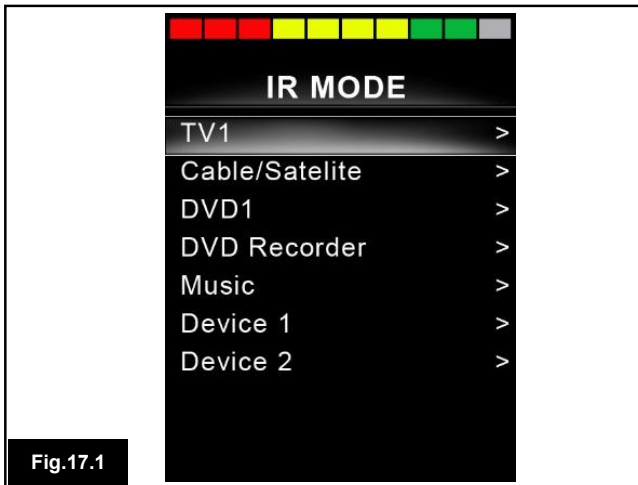 IR MODE
TV1 >
Cable/Satelite >
DVD1 >
DVD Recorder >
Music >
Device 1 >
Device 2 >
Fig.17.1